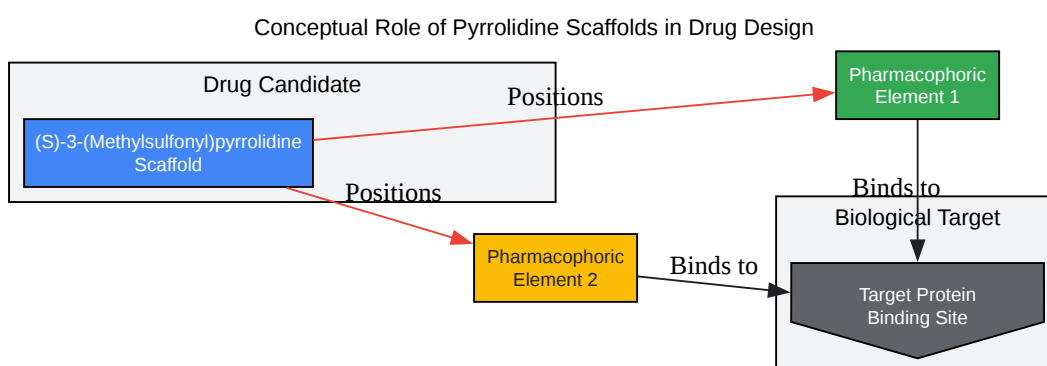 Conceptual Role of Pyrrolidine Scaffolds in Drug Design
Drug Candidate
(S)-3-(Methylsulfonyl)pyrrolidine
Scaffold
Positions
Positions
Pharmacophoric
Element 1
Pharmacophoric
Element 2
Binds to
Binds to
Biological Target
Target Protein
Binding Site